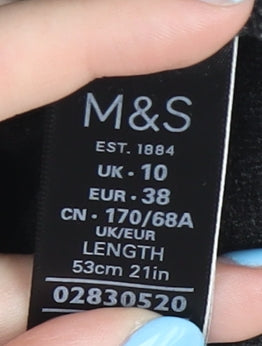 M&S
EST. 1884
UK · 10
EUR · 38
CN · 170/68A
UK/EUR
LENGTH
53cm 21in
02830520